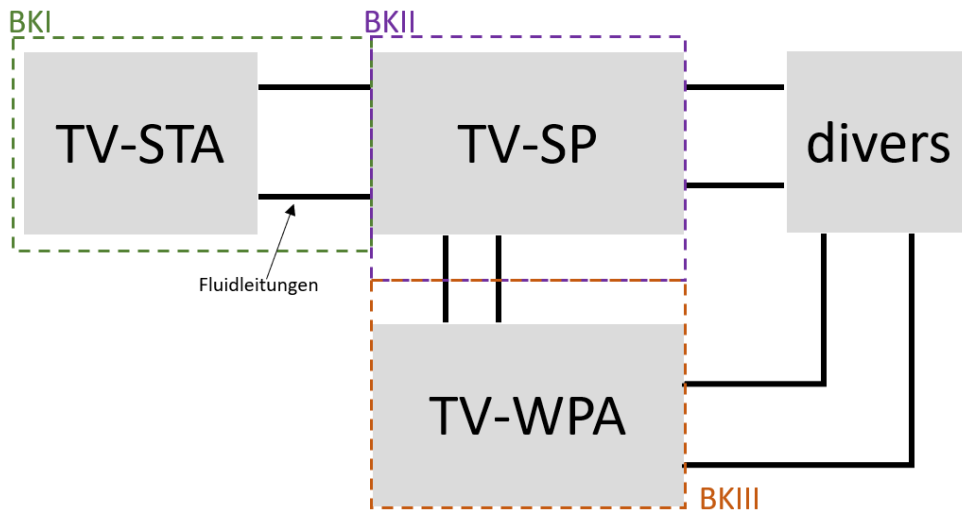 BKI
BKII
TV-STA
TV-SP
divers
Fluidleitungen
TV-WPA
BKIII